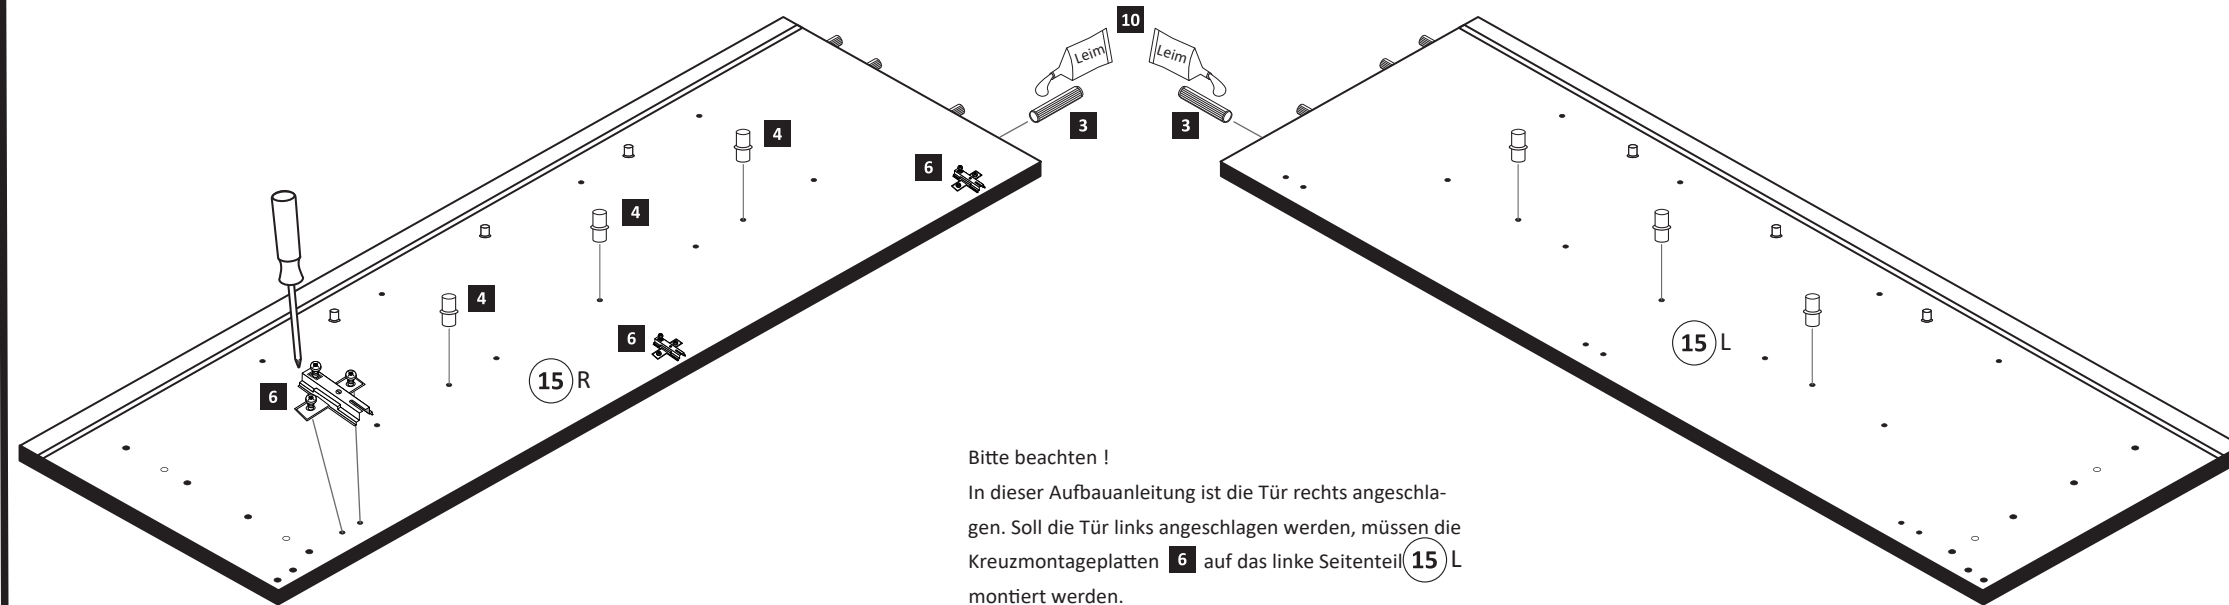 10
Leim Leim
3 3
4
6
4
6
4
15 R
6
15 L
Bitte beachten !
In dieser Aufbauanleitung ist die Tür rechts angeschla-
gen. Soll die Tür links angeschlagen werden, müssen die
Kreuzmontageplatten 6 auf das linke Seitenteil 15 L
montiert werden.